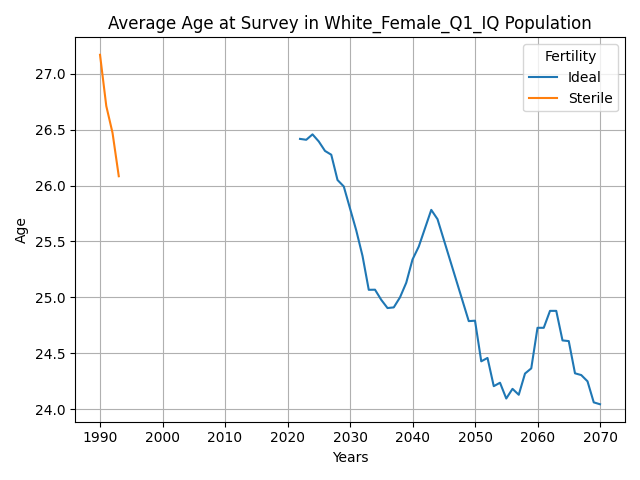 Average Age at Survey in White_Female_Q1_IQ Population
Fertility
Ideal
Sterile
27.0
26.5
26.0
25.5
25.0
24.5
24.0
Age
1990 2000 2010 2020 2030 2040 2050 2060 2070
Years